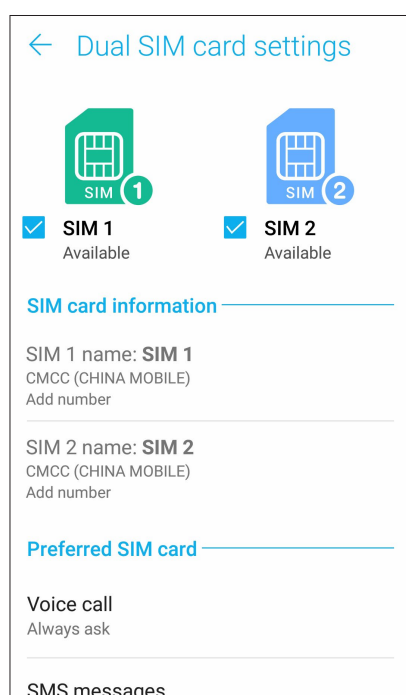 Dual SIM card settings
SIM 1
SIM 2
SIM 1
SIM 2
Available
Available
SIM card information
SIM 1 name: SIM 1
CMCC (CHINA MOBILE)
Add number
SIM 2 name: SIM 2
CMCC (CHINA MOBILE)
Add number
Preferred SIM card
Voice call
Always ask
SMS messages